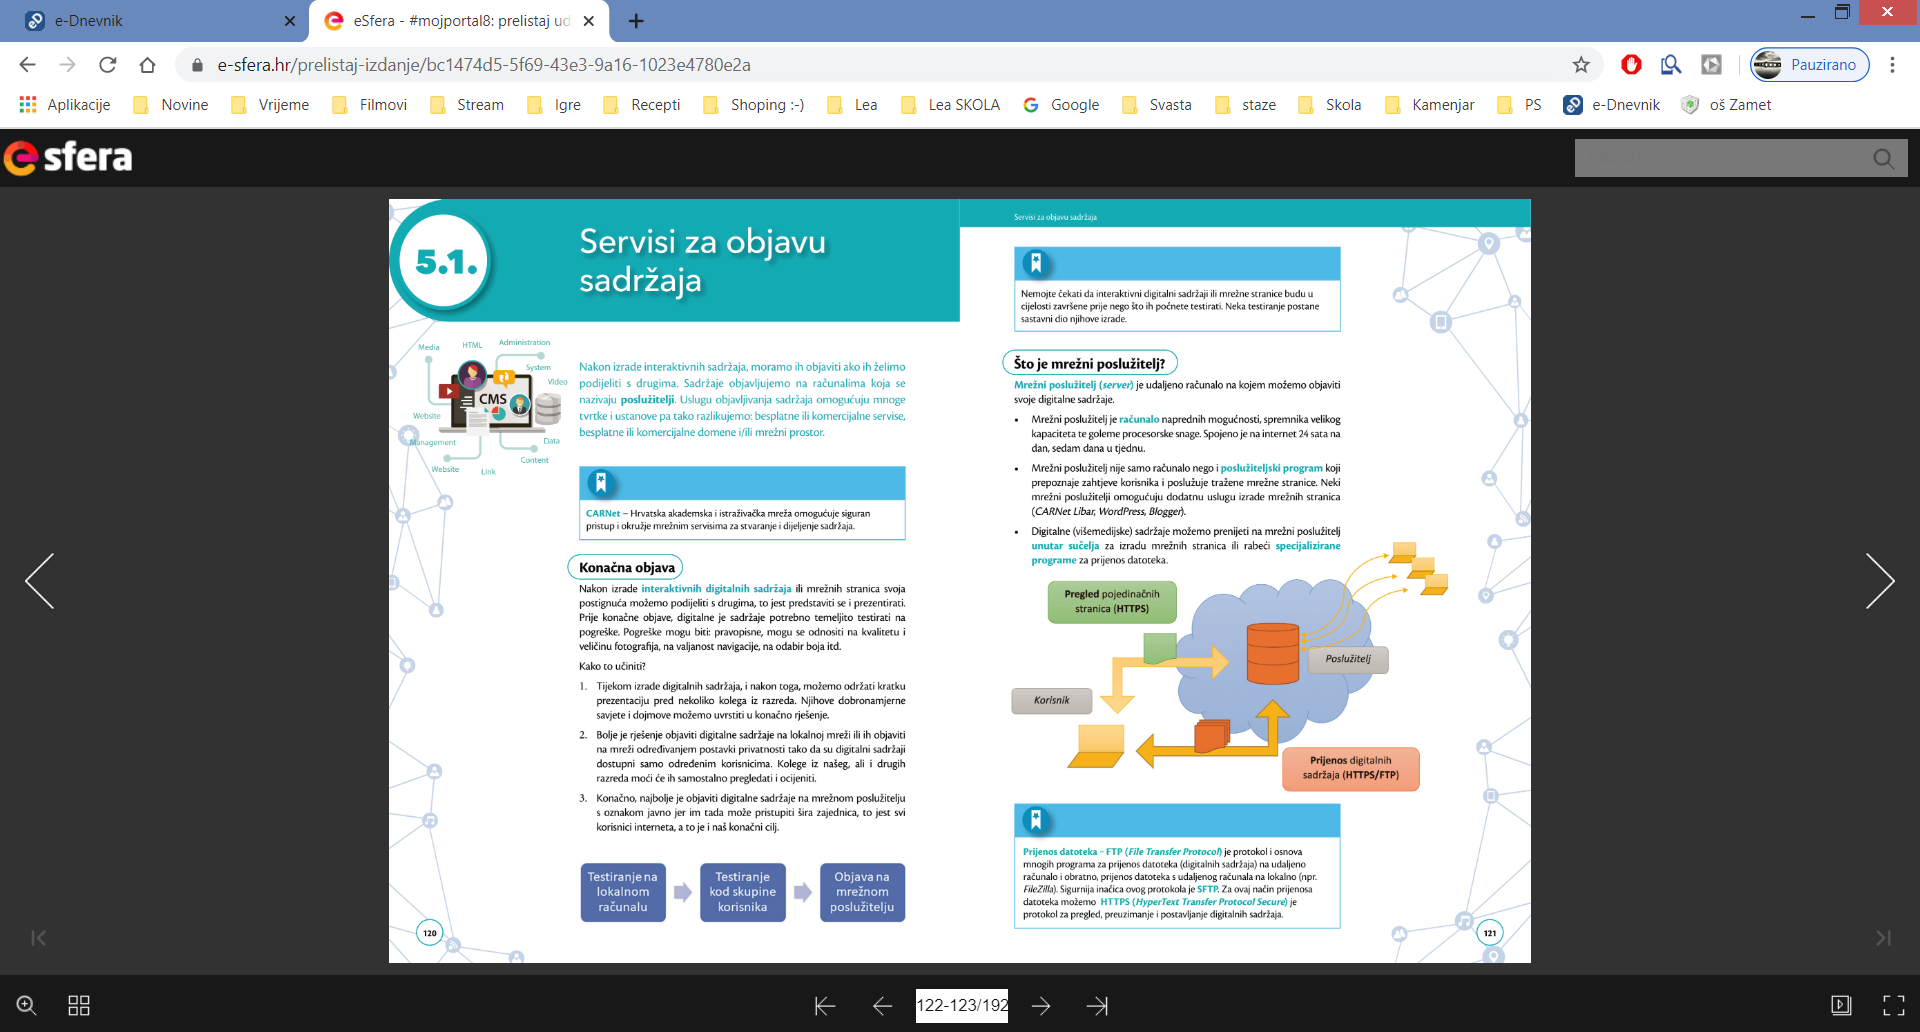 e-Dnevnik
eSfera - #mojportal8: prelistaj ud
e-sfera.hr/prelistaj-izdanje/bc1474d5-5f69-43e3-9a16-1023e4780e2a
Pauzirano
Aplikacije Novine Vrijeme Filmovi Stream Igre Recepti Shoping :-) Lea Lea SKOLA Google Svasta staze Skola Kamenjar PS e-Dnevnik oš Zamet
e sfera
5.1.
Servisi za objavu
sadržaja
Media
HTML
Administration
System
Video
CMS
Website
Management
Data
Content
Website
Link
Nakon izrade interaktivnih sadržaja, moramo ih objaviti ako ih želimo
podijeliti s drugima. Sadržaje objavljujemo na računalima koja se
nazivaju poslužitelji. Uslugu objavljivanja sadržaja omogućuju mnoge
tvrtke i ustanove pa tako razlikujemo: besplatne ili komercijalne servise,
besplatne ili komercijalne domene i/ili mrežni prostor.
CARNet – Hrvatska akademska i istraživačka mreža omogućuje siguran
pristup i okružje mrežnim servisima za stvaranje i dijeljenje sadržaja.
Konačna objava
Nakon izrade interaktivnih digitalnih sadržaja ili mrežnih stranica svoja
postignuća možemo podijeliti s drugima, to jest predstaviti se i prezentirati.
Prije konačne objave, digitalne je sadržaje potrebno temeljito testirati na
pogreške. Pogreške mogu biti: pravopisne, mogu se odnositi na kvalitetu i
veličinu fotografija, na valjanost navigacije, na odabir boja itd.
Kako to učiniti?
1. Tijekom izrade digitalnih sadržaja, i nakon toga, možemo održati kratku
prezentaciju pred nekoliko kolega iz razreda. Njihove dobronamjerne
savjete i dojmove možemo uvrstiti u konačno rješenje.
2. Bolje je rješenje objaviti digitalne sadržaje na lokalnoj mreži ili ih objaviti
na mreži određivanjem postavki privatnosti tako da su digitalni sadržaji
dostupni samo određenim korisnicima. Kolege iz našeg, ali i drugih
razreda moći će ih samostalno pregledati i ocijeniti.
3. Konačno, najbolje je objaviti digitalne sadržaje na mrežnom poslužitelju
s oznakom javno jer im tada može pristupiti šira zajednica, to jest svi
korisnici interneta, a to je i naš konačni cilj.
Testiranje na
lokalnom
računalu
Testiranje
kod skupine
korisnika
Objava na
mrežnom
poslužitelju
120
Servisi za objavu sadržaja
Nemojte čekati da interaktivni digitalni sadržaji ili mrežne stranice budu u
cijelosti završene prije nego što ih počnete testirati. Neka testiranje postane
sastavni dio njihove izrade.
Što je mrežni poslužitelj?
Mrežni poslužitelj (server) je udaljeno računalo na kojem možemo objaviti
svoje digitalne sadržaje.
• Mrežni poslužitelj je računalo naprednih mogućnosti, spremnika velikog
kapaciteta te goleme procesorske snage. Spojeno je na internet 24 sata na
dan, sedam dana u tjednu.
• Mrežni poslužitelj nije samo računalo nego i poslužiteljski program koji
prepoznaje zahtjeve korisnika i poslužuje tražene mrežne stranice. Neki
mrežni poslužitelji omogućuju dodatnu uslugu izrade mrežnih stranica
(CARNet Libar, WordPress, Blogger).
• Digitalne (višemedijske) sadržaje možemo prenijeti na mrežni poslužitelj
unutar sučelja za izradu mrežnih stranica ili rabeći specijalizirane
programe za prijenos datoteka.
Pregled pojedinačnih
stranica (HTTPS)
Poslužitelj
Korisnik
Prijenos digitalnih
sadržaja (HTTPS/FTP)
Prijenos datoteka – FTP (File Transfer Protocol) je protokol i osnova
mnogih programa za prijenos datoteka (digitalnih sadržaja) na udaljeno
računalo i obratno, prijenos datoteka s udaljenog računala na lokalno (npr.
FileZilla). Sigurnija inačica ovog protokola je SFTP. Za ovaj način prijenosa
datoteka možemo HTTPS (HyperText Transfer Protocol Secure) je
protokol za pregled, preuzimanje i postavljanje digitalnih sadržaja.
121
122-123/192